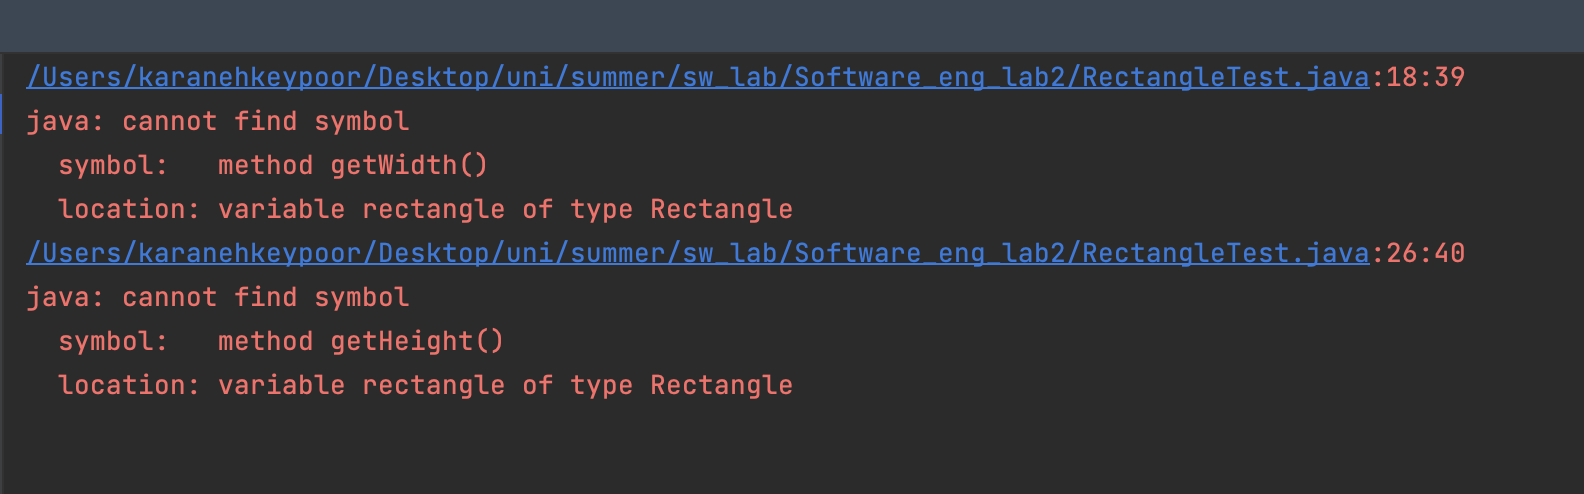 /Users/karanehkeypoor/Desktop/uni/summer/sw_lab/Software_eng_lab2/RectangleTest.java:18:39
java: cannot find symbol
  symbol:   method getWidth()
  location: variable rectangle of type Rectangle
/Users/karanehkeypoor/Desktop/uni/summer/sw_lab/Software_eng_lab2/RectangleTest.java:26:40
java: cannot find symbol
  symbol:   method getHeight()
  location: variable rectangle of type Rectangle